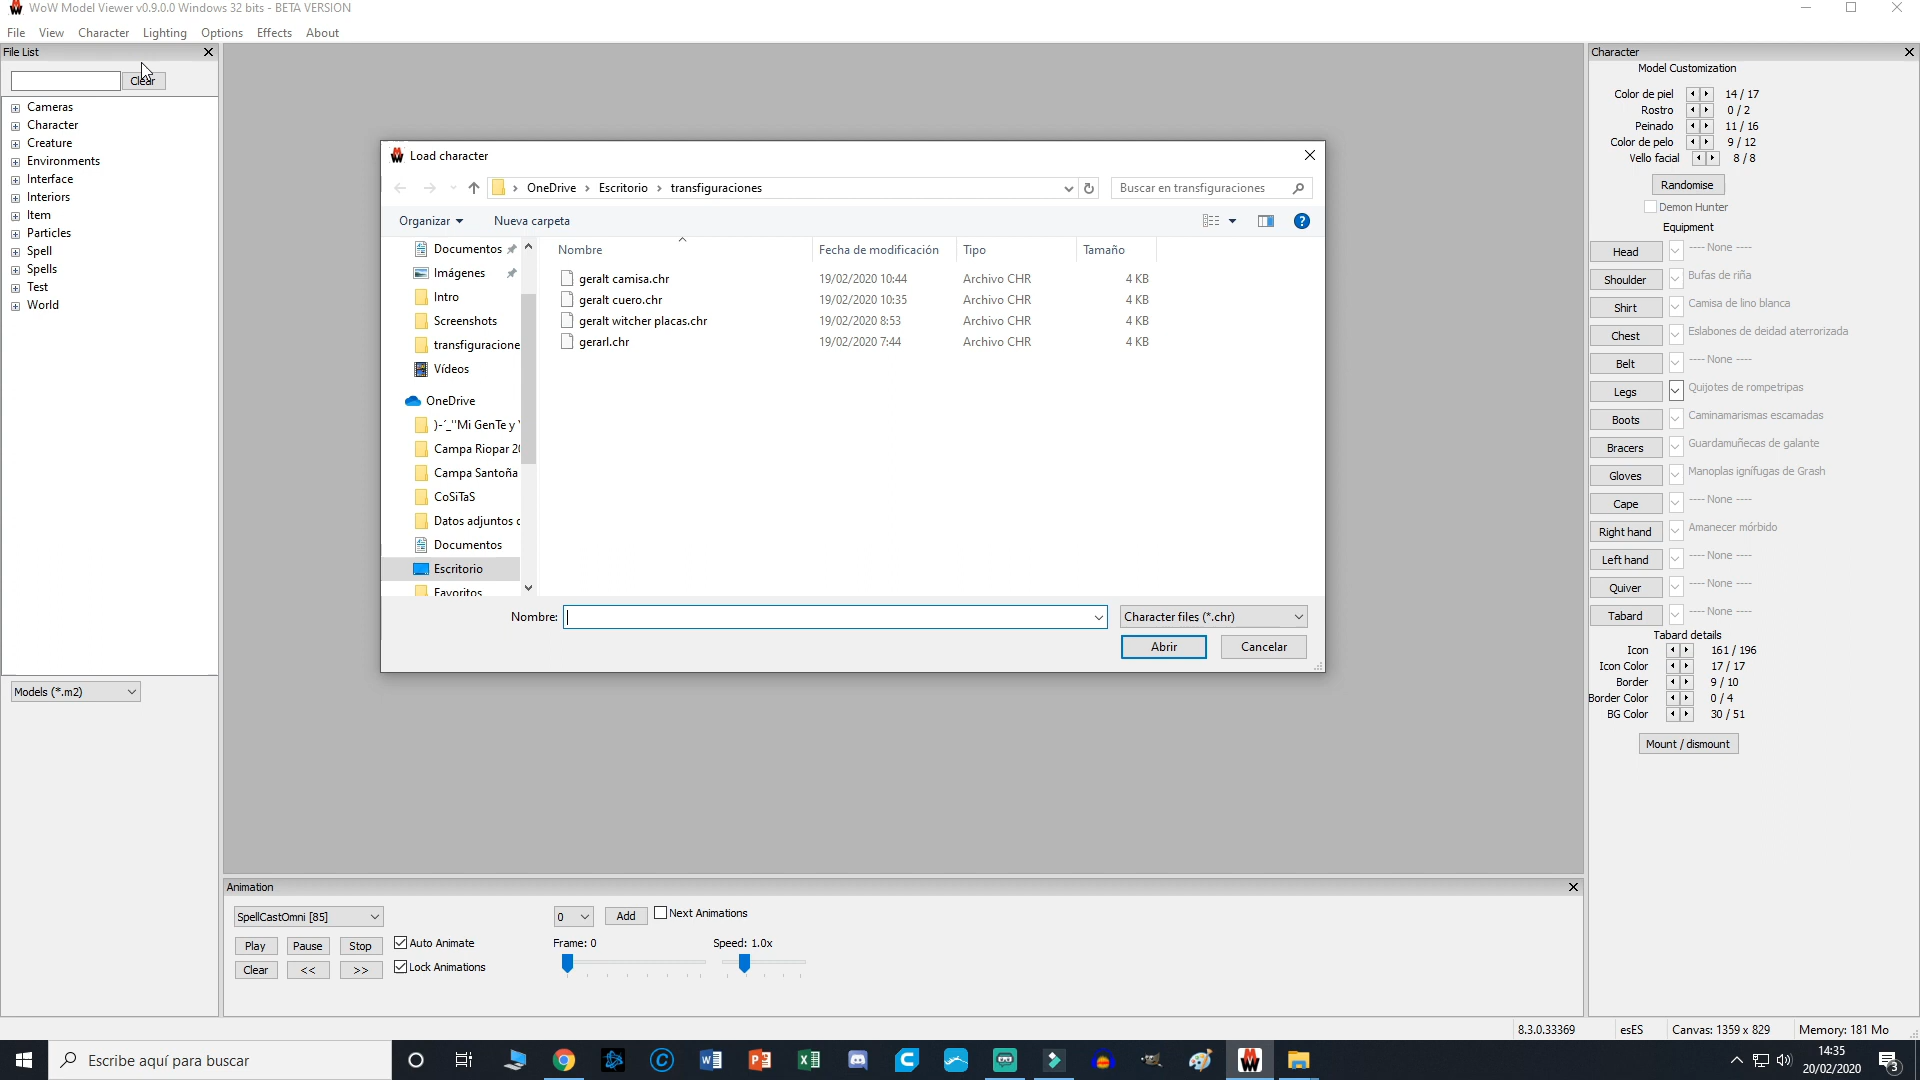 WoW Model Viewer v0.9.0.0 Windows 32 bits - BETA VERSION
File View Character Lighting Options Effects About
File List
Clear
Cameras
Character
Creature
Environments
Interface
Interiors
Item
Particles
Spell
Spells
Test
World
Models (*.m2)
Load character
OneDrive › Escritorio › transfiguraciones
Buscar en transfiguraciones
Organizar Nueva carpeta
Documentos
Imágenes
Intro
Screenshots
transfiguracione
Vídeos
OneDrive
)-´_"Mi GenTe y
Campa Riopar 20
Campa Santoña
CoSiTaS
Datos adjuntos
Documentos
Escritorio
Favoritos
Nombre Fecha de modificación Tipo Tamaño
geralt camisa.chr 19/02/2020 10:44 Archivo CHR 4 KB
geralt cuero.chr 19/02/2020 10:35 Archivo CHR 4 KB
geralt witcher placas.chr 19/02/2020 8:53 Archivo CHR 4 KB
gerarl.chr 19/02/2020 7:44 Archivo CHR 4 KB
Nombre: Character files (*.chr)
Abrir Cancelar
Character
Model Customization
Color de piel 14 / 17
Rostro 0 / 2
Peinado 11 / 16
Color de pelo 9 / 12
Vello facial 8 / 8
Randomise
Demon Hunter
Equipment
Head ---- None ----
Shoulder Bufas de riña
Shirt Camisa de lino blanca
Chest Eslabones de deidad aterrorizada
Belt ---- None ----
Legs Quijotes de rompetripas
Boots Caminamarismas escamadas
Bracers Guardamuñecas de galante
Gloves Manoplas ignífugas de Grash
Cape ---- None ----
Right hand Amanecer mórbido
Left hand ---- None ----
Quiver ---- None ----
Tabard ---- None ----
Tabard details
Icon 161 / 196
Icon Color 17 / 17
Border 9 / 10
Border Color 0 / 4
BG Color 30 / 51
Mount / dismount
Animation
SpellCastOmni [85] 0 Add Next Animations
Play Pause Stop Auto Animate Frame: 0 Speed: 1.0x
Clear << >> Lock Animations
8.3.0.33369 esES Canvas: 1359 x 829 Memory: 181 Mo
Escribe aquí para buscar
14:35
20/02/2020
3